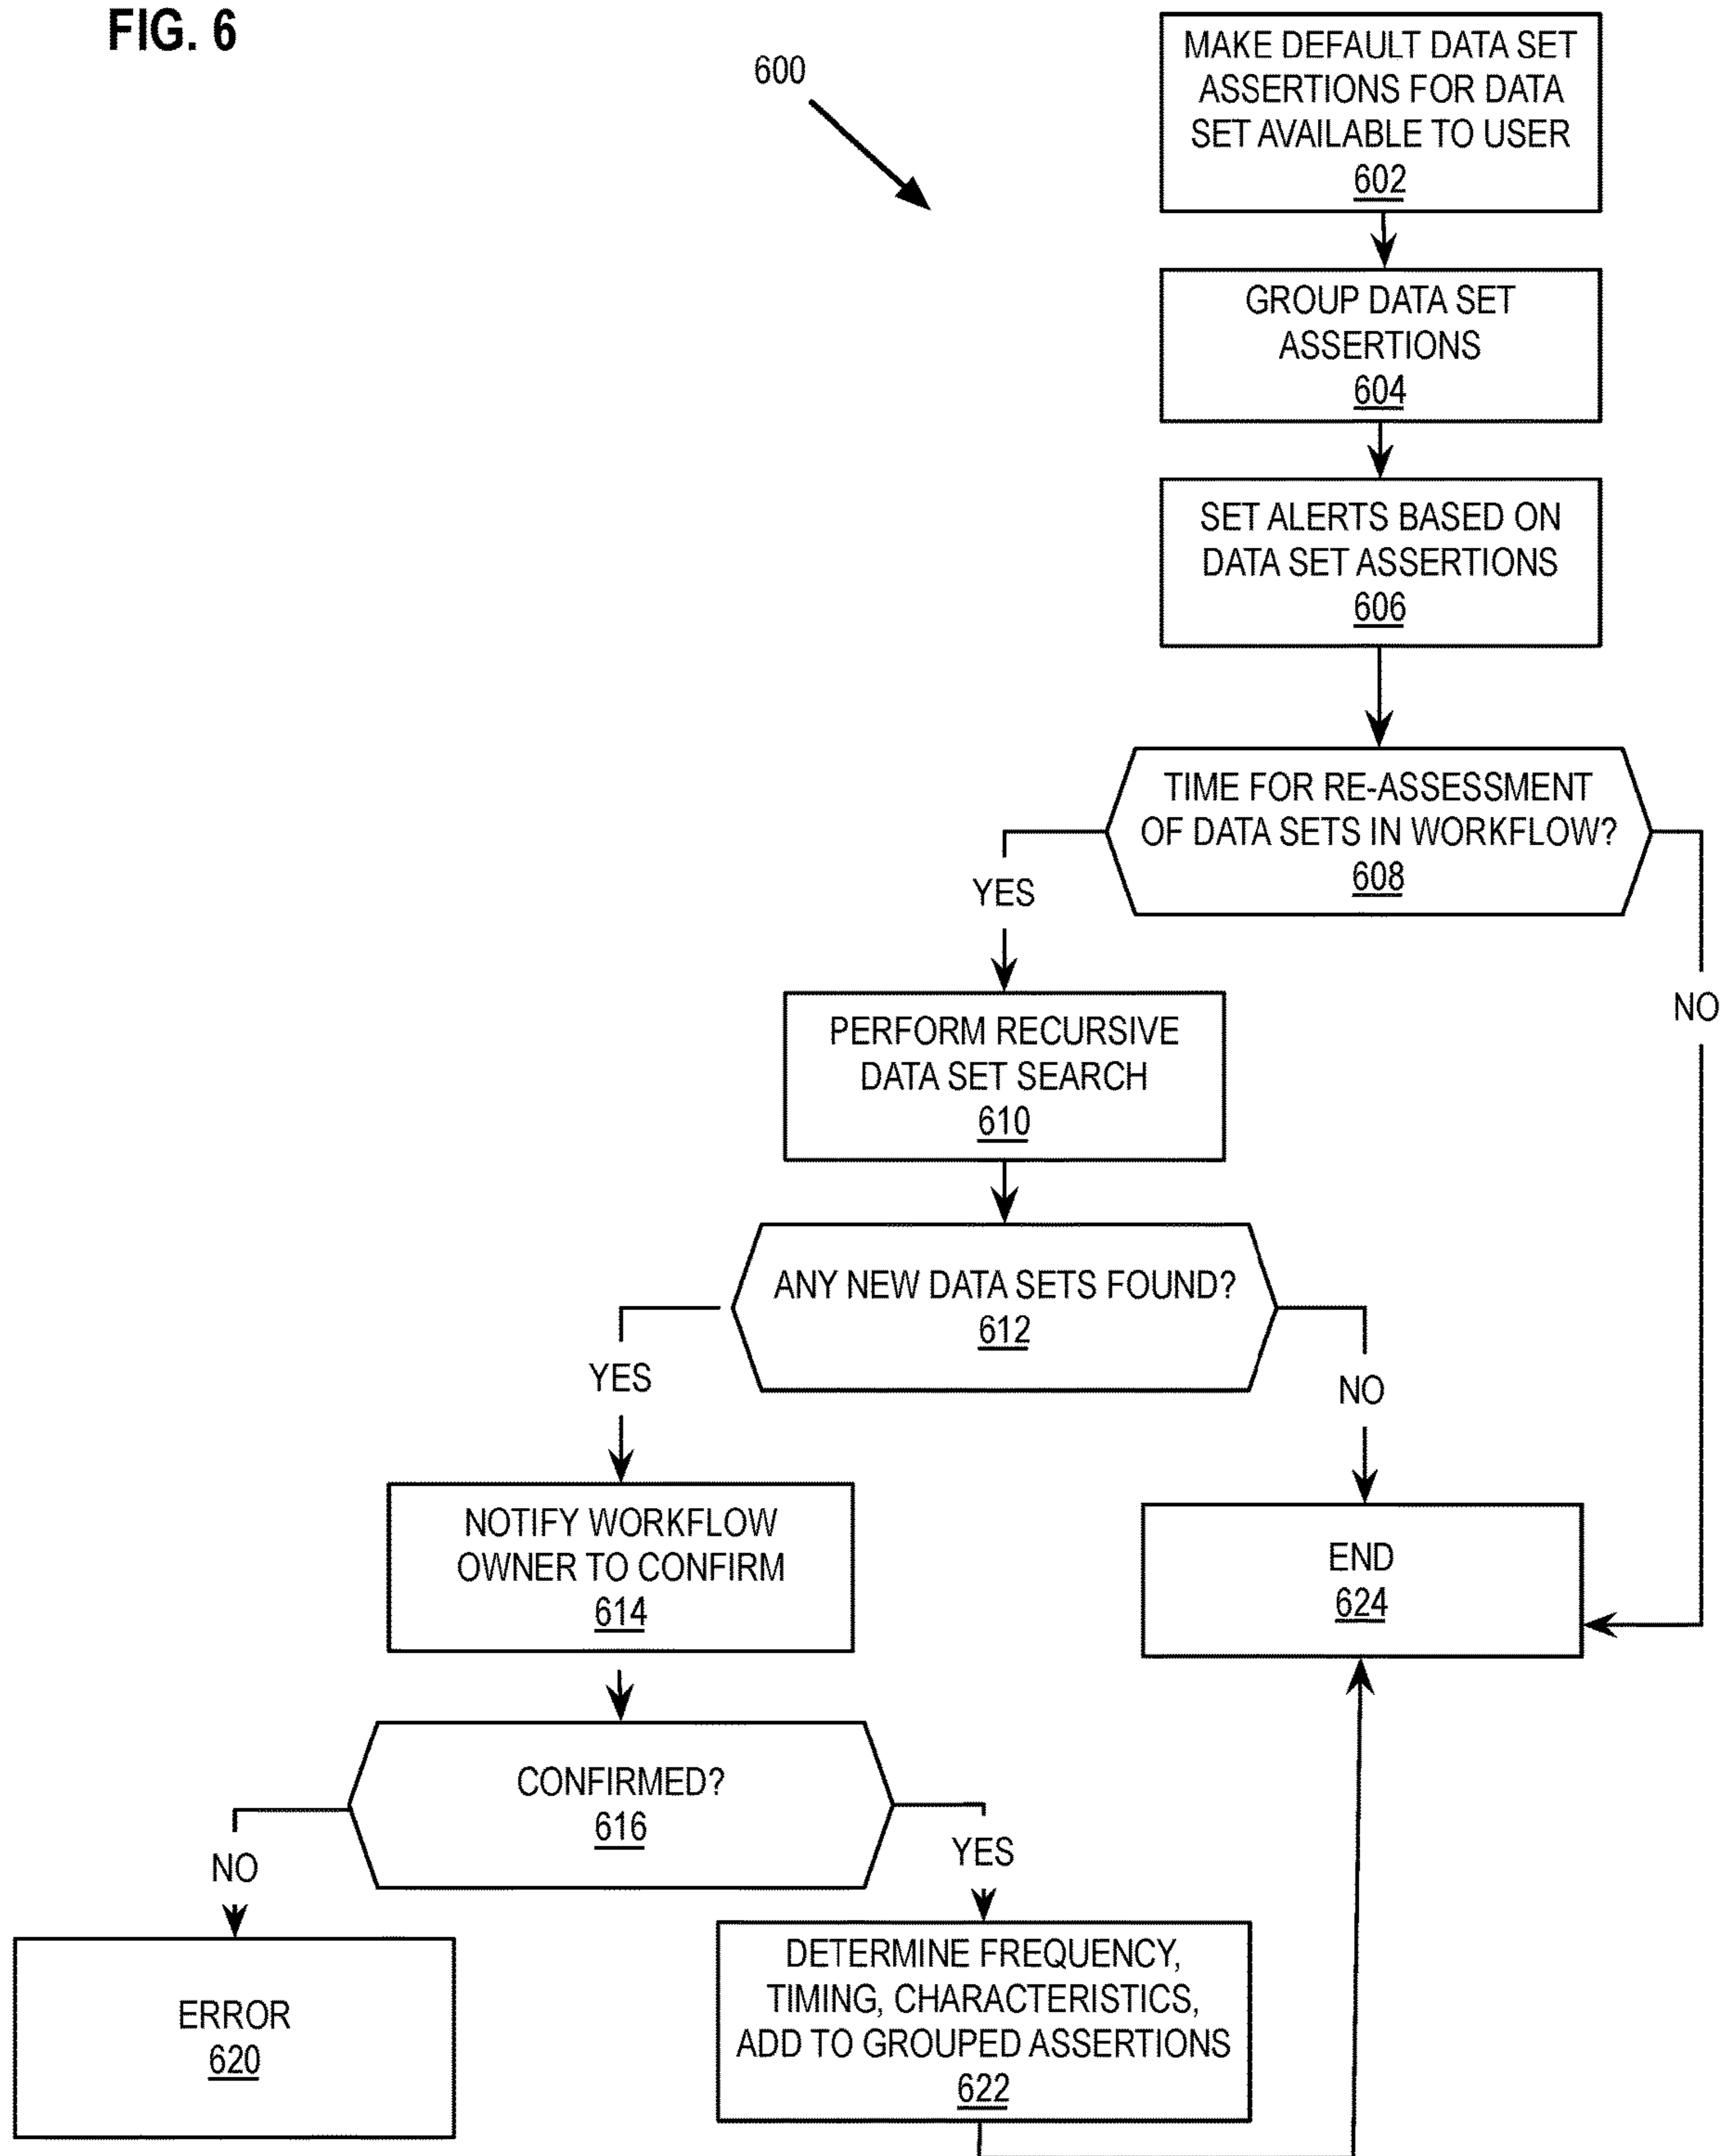 FIG. 6
600
MAKE DEFAULT DATA SET
ASSERTIONS FOR DATA
SET AVAILABLE TO USER
602
GROUP DATA SET
ASSERTIONS
604
SET ALERTS BASED ON
DATA SET ASSERTIONS
606
TIME FOR RE-ASSESSMENT
OF DATA SETS IN WORKFLOW?
608
YES
NO
PERFORM RECURSIVE
DATA SET SEARCH
610
ANY NEW DATA SETS FOUND?
612
YES
NO
NOTIFY WORKFLOW
OWNER TO CONFIRM
614
END
624
CONFIRMED?
616
NO
YES
ERROR
620
DETERMINE FREQUENCY,
TIMING, CHARACTERISTICS,
ADD TO GROUPED ASSERTIONS
622